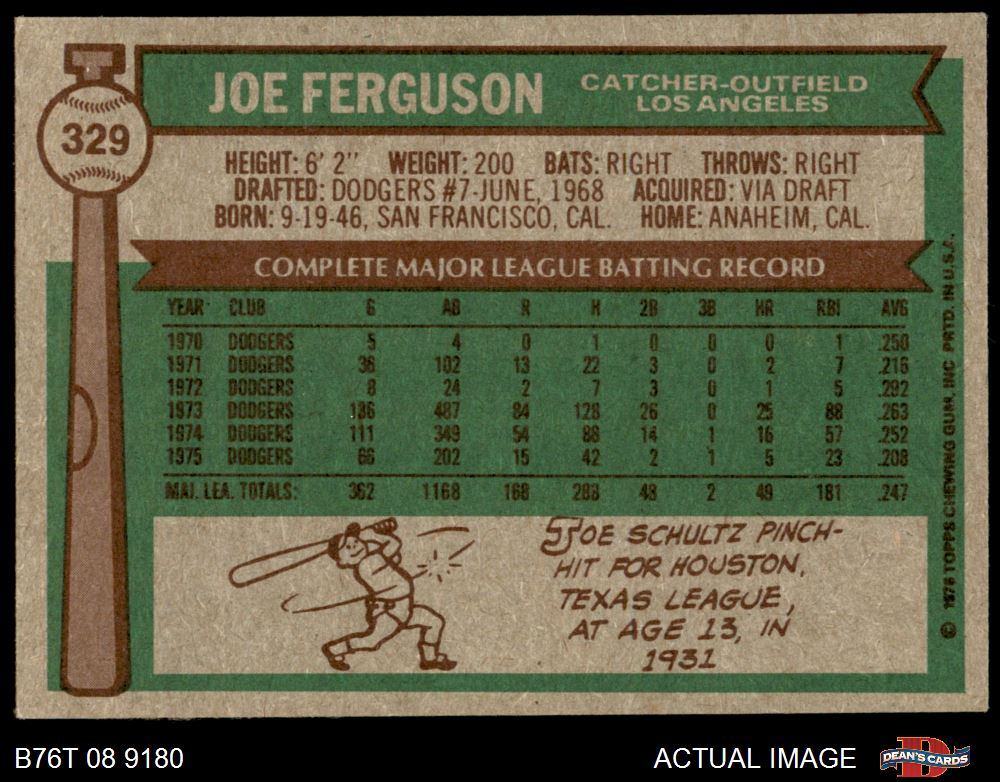 329
JOE FERGUSON
CATCHER-OUTFIELD
LOS ANGELES
HEIGHT: 6' 2" WEIGHT: 200 BATS: RIGHT THROWS: RIGHT
DRAFTED: DODGERS #7-JUNE, 1968 ACQUIRED: VIA DRAFT
BORN: 9-19-46, SAN FRANCISCO, CAL. HOME: ANAHEIM, CAL.
COMPLETE MAJOR LEAGUE BATTING RECORD
YEAR CLUB G AB R H 2B 3B HR RBI AVG
1970 DODGERS 5 4 0 1 0 0 0 1 .250
1971 DODGERS 36 102 13 22 3 0 2 7 .216
1972 DODGERS 8 24 2 7 3 0 1 5 .292
1973 DODGERS 136 487 84 128 26 0 25 88 .263
1974 DODGERS 111 349 54 88 14 1 16 57 .252
1975 DODGERS 66 202 15 42 2 1 5 23 .208
MAJ. LEA. TOTALS: 362 1168 168 288 48 2 49 181 .247
JOE SCHULTZ PINCH-
HIT FOR HOUSTON,
TEXAS LEAGUE,
AT AGE 13, IN
1931
© 1976 TOPPS CHEWING GUM, INC PRTD. IN U.S.A.
B76T 08 9180
ACTUAL IMAGE
D
DEAN'S CARDS